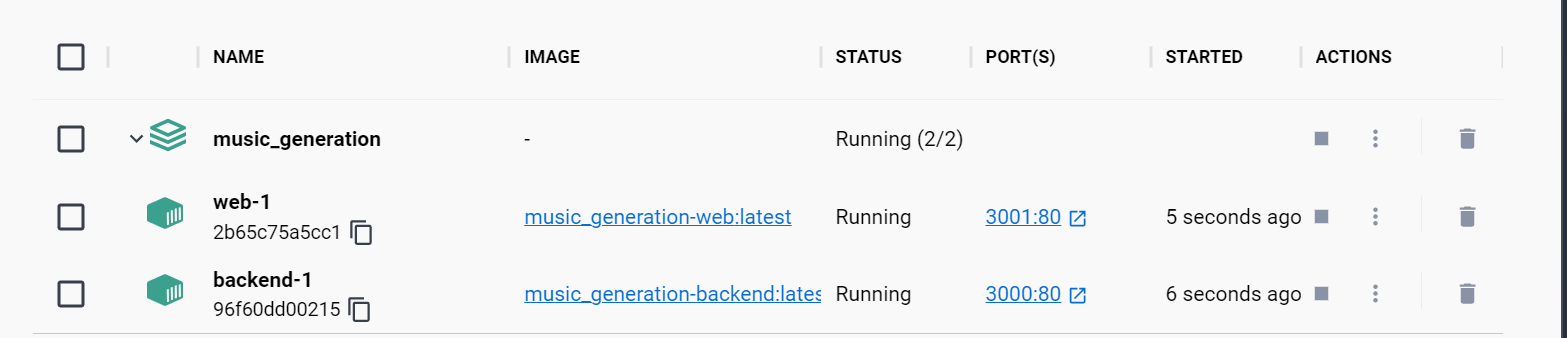 NAME IMAGE STATUS PORT(S) STARTED ACTIONS
music_generation - Running (2/2)
web-1
2b65c75a5cc1 music_generation-web:latest Running 3001:80 5 seconds ago
backend-1
96f60dd00215 music_generation-backend:lates Running 3000:80 6 seconds ago